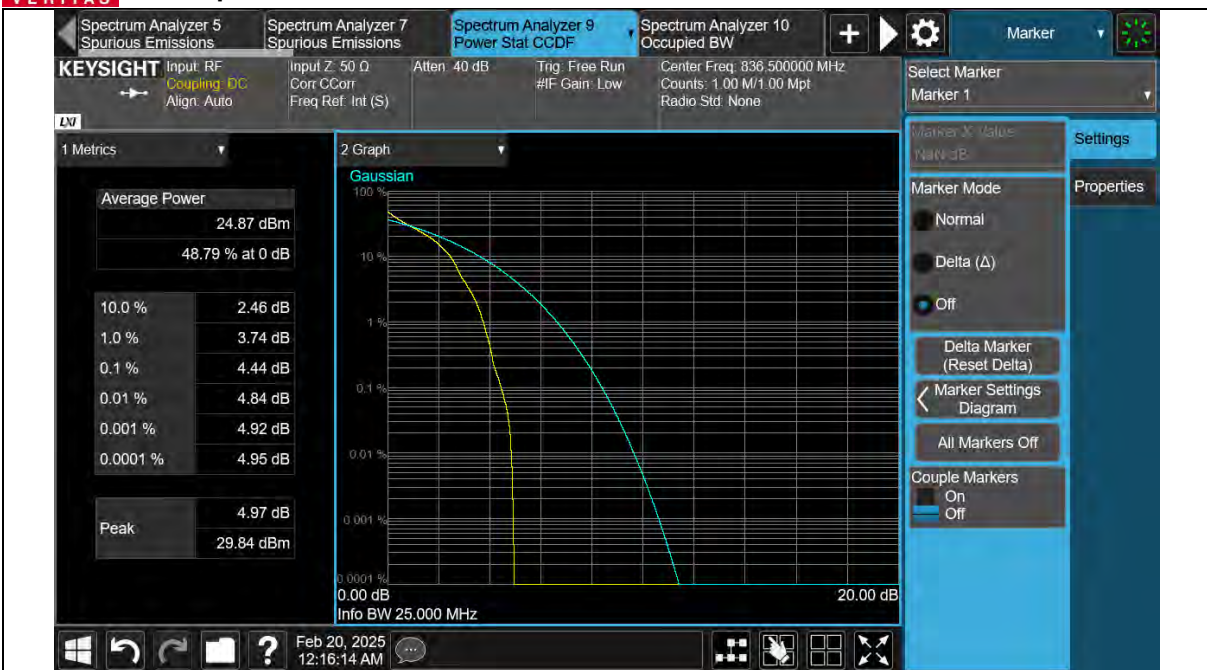 VERITAS
Spectrum Analyzer 5
Spurious Emissions
Spectrum Analyzer 7
Spurious Emissions
Spectrum Analyzer 9
Power Stat CCDF
Spectrum Analyzer 10
Occupied BW
+
Marker
KEYSIGHT
Input: RF
Coupling: DC
Align: Auto
Input Z: 50 Ω
Corr CCorr
Freq Ref: Int (S)
Atten: 40 dB
Trig: Free Run
#IF Gain: Low
Center Freq: 836.500000 MHz
Counts: 1.00 M/1.00 Mpt
Radio Std: None
LXI
Select Marker
Marker 1
1 Metrics
Average Power
24.87 dBm
48.79 % at 0 dB
10.0 % 2.46 dB
1.0 % 3.74 dB
0.1 % 4.44 dB
0.01 % 4.84 dB
0.001 % 4.92 dB
0.0001 % 4.95 dB
Peak
4.97 dB
29.84 dBm
2 Graph
Gaussian
100 %
10 %
1 %
0.1 %
0.01 %
0.001 %
0.0001 %
0.00 dB
20.00 dB
Info BW 25.000 MHz
Marker X Value
NaN dB
Settings
Properties
Marker Mode
Normal
Delta (Δ)
Off
Delta Marker
(Reset Delta)
Marker Settings
Diagram
All Markers Off
Couple Markers
On
Off
?
Feb 20, 2025
12:16:14 AM